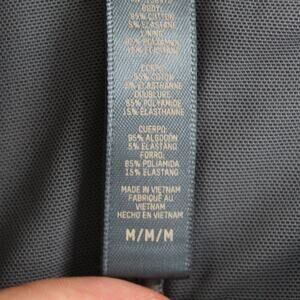 BODY:
95% COTTON
5% ELASTANE
LINING:
85% POLYAMIDE
15% ELASTANE
CORPS:
95% COTON
5% ÉLASTHANNE
DOUBLURE:
85% POLYAMIDE
15% ÉLASTHANNE
CUERPO:
95% ALGODÓN
5% ELASTANO
FORRO:
85% POLIAMIDA
15% ELASTANO
MADE IN VIETNAM
FABRIQUÉ AU
VIETNAM
HECHO EN VIETNAM
M/M/M